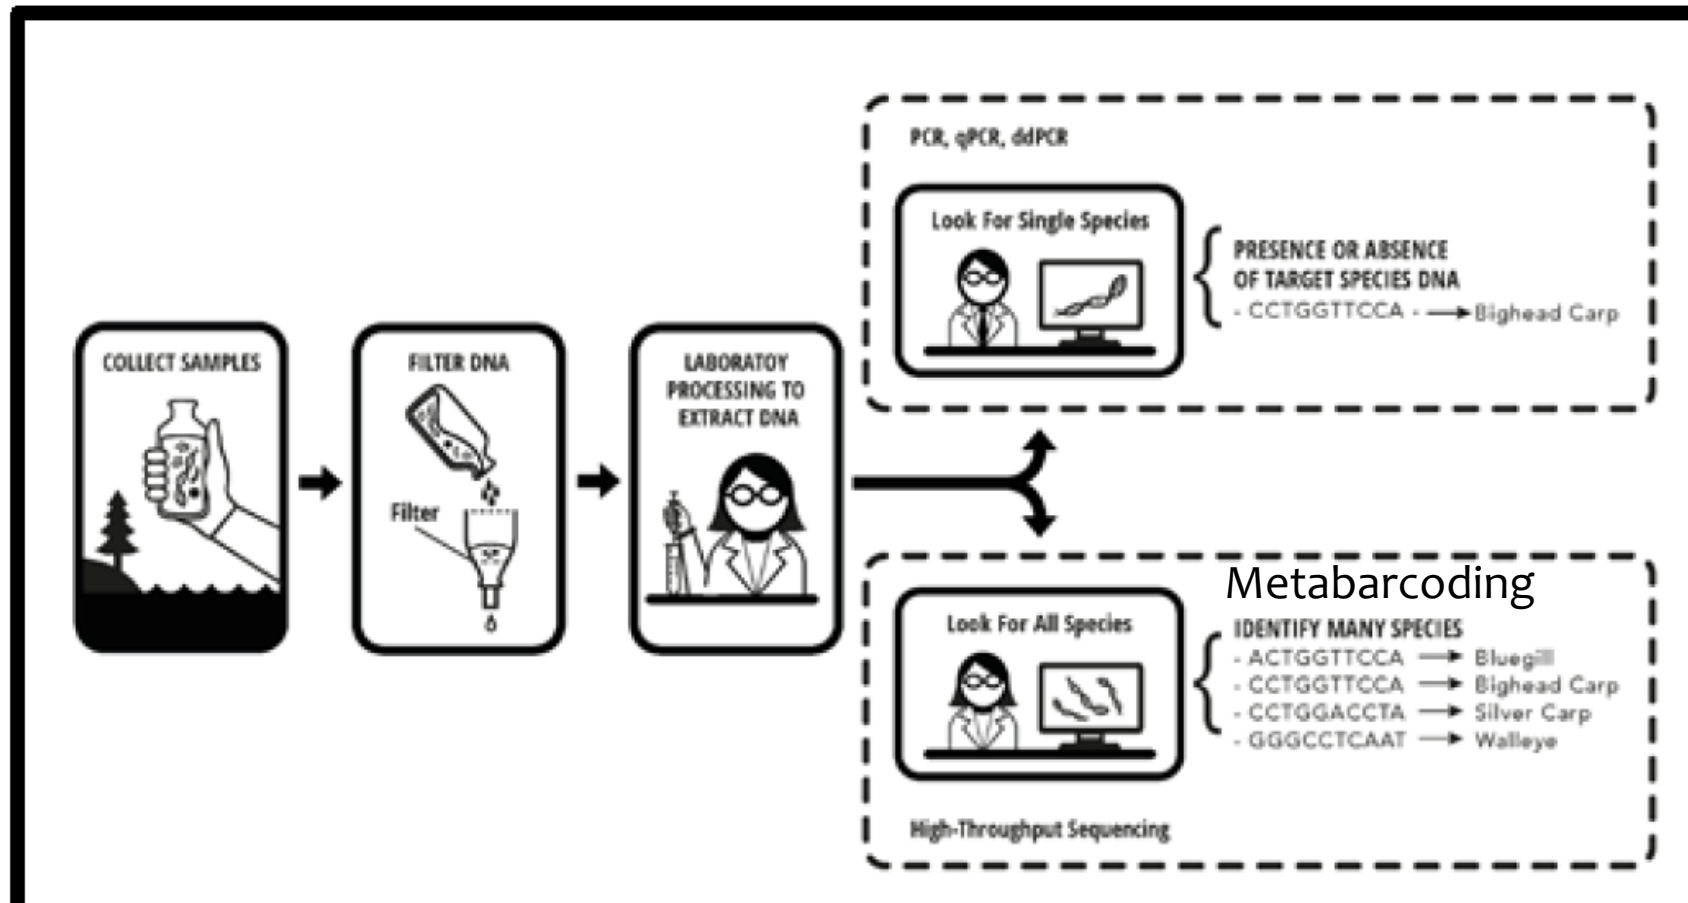 COLLECT SAMPLES
FILTER DNA
Filter
LABORATOY
PROCESSING TO
EXTRACT DNA
PCR, qPCR, ddPCR
Look For Single Species
PRESENCE OR ABSENCE
OF TARGET SPECIES DNA
- CCTGGTTCCA - → Bighead Carp
Metabarcoding
Look For All Species
IDENTIFY MANY SPECIES
- ACTGGTTCCA → Bluegill
- CCTGGTTCCA → Bighead Carp
- CCTGGACCTA → Silver Carp
- GGGCCTCAAT → Walleye
High-Throughput Sequencing